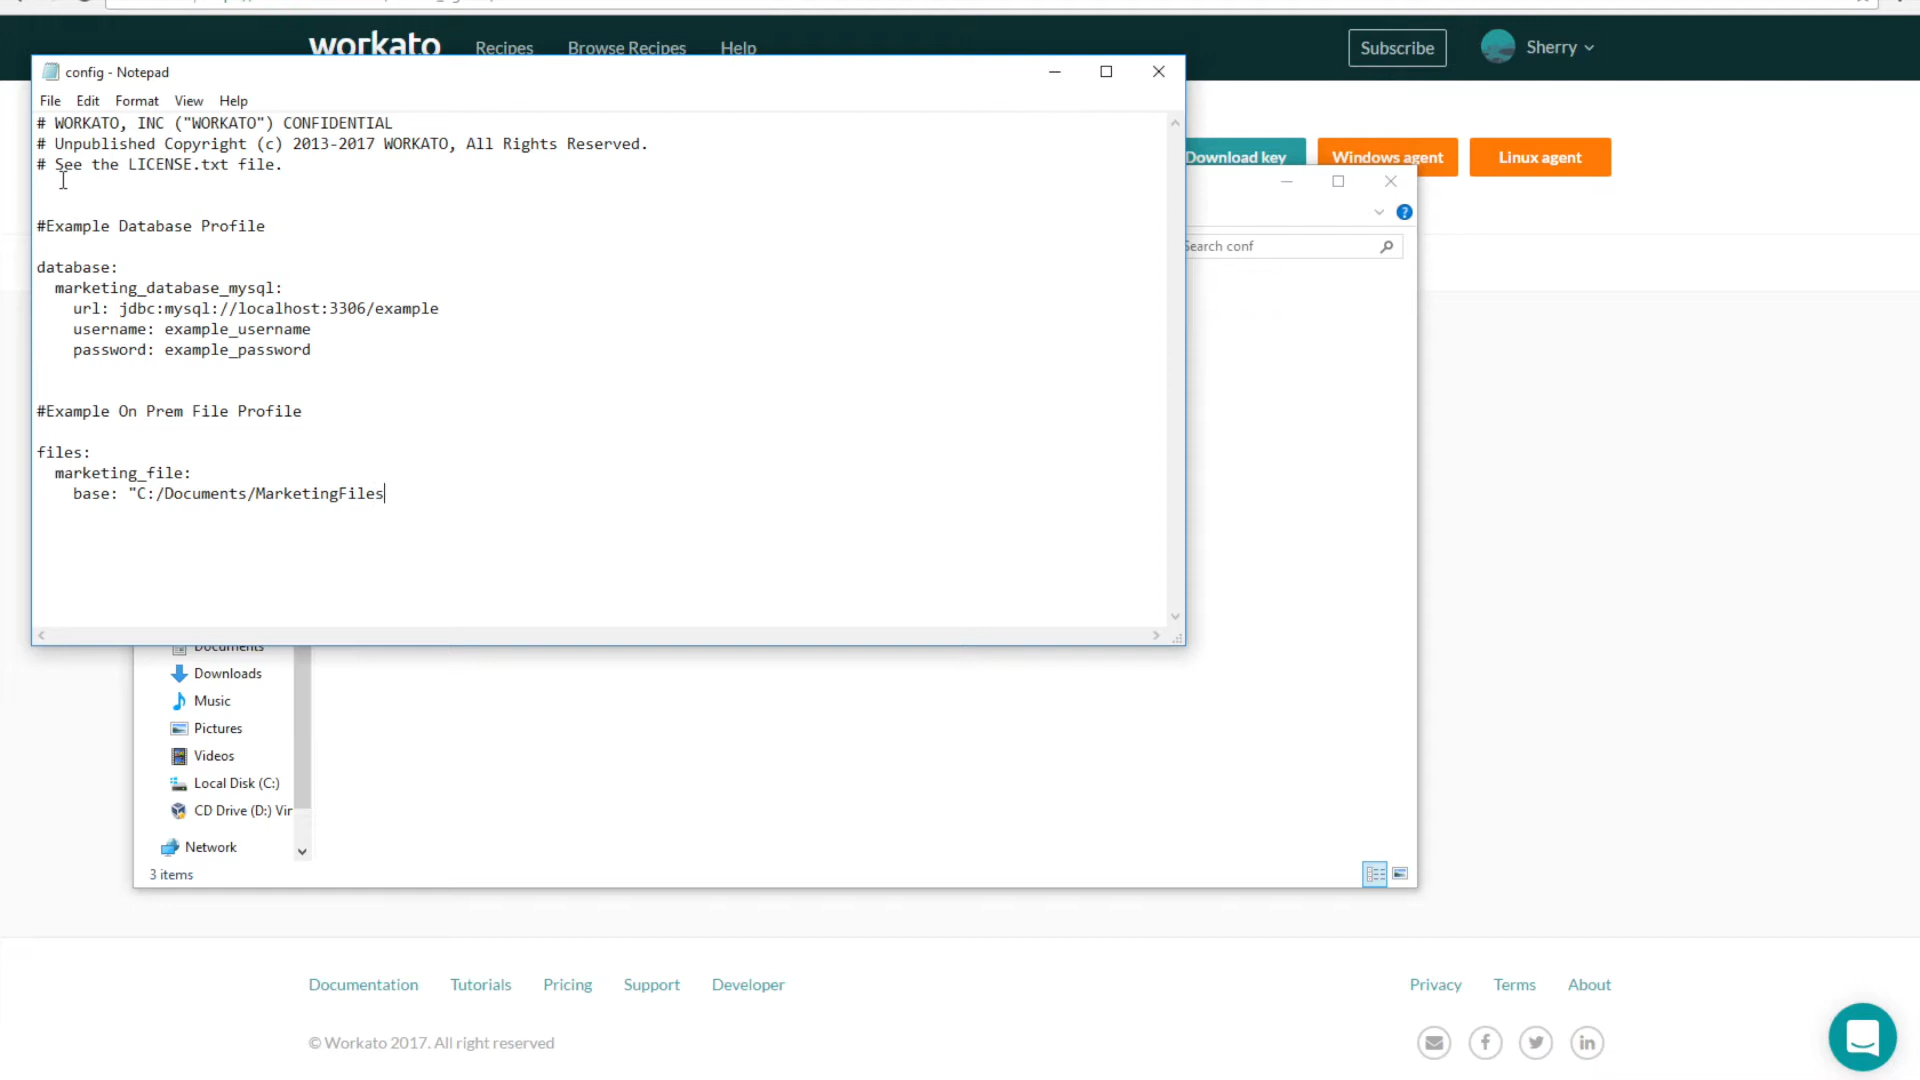 workato
Recipes
Browse Recipes
Help
Subscribe
Sherry
config - Notepad
File
Edit
Format
View
Help
# WORKATO, INC ("WORKATO") CONFIDENTIAL
# Unpublished Copyright (c) 2013-2017 WORKATO, All Rights Reserved.
# See the LICENSE.txt file.
#Example Database Profile
database:
marketing_database_mysql:
url: jdbc:mysql://localhost:3306/example
username: example_username
password: example_password
#Example On Prem File Profile
files:
marketing_file:
base: "C:/Documents/MarketingFiles
Download key
Windows agent
Linux agent
Search conf
Documents
Downloads
Music
Pictures
Videos
Local Disk (C:)
CD Drive (D:) Vir
Network
3 items
Documentation
Tutorials
Pricing
Support
Developer
Privacy
Terms
About
© Workato 2017. All right reserved